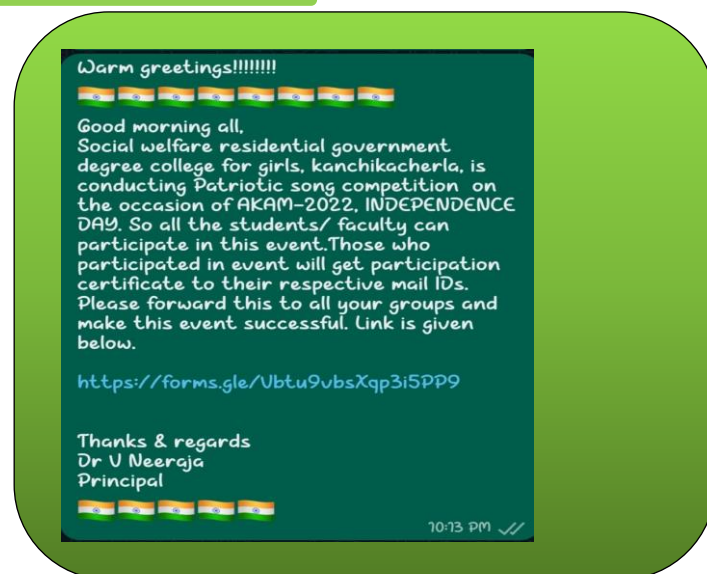 Warm greetings!!!!!!!!
🇮🇳🇮🇳🇮🇳🇮🇳🇮🇳🇮🇳🇮🇳🇮🇳
Good morning all,
Social welfare residential government
degree college for girls, kanchikacherla, is
conducting Patriotic song competition on
the occasion of AKAM-2022, INDEPENDENCE
DAY. So all the students/ faculty can
participate in this event.Those who
participated in event will get participation
certificate to their respective mail IDs.
Please forward this to all your groups and
make this event successful. Link is given
below.
https://forms.gle/Vbtu9vbsXqp3i5PP9
Thanks & regards
Dr V Neeraja
Principal
🇮🇳🇮🇳🇮🇳🇮🇳🇮🇳
10:13 PM